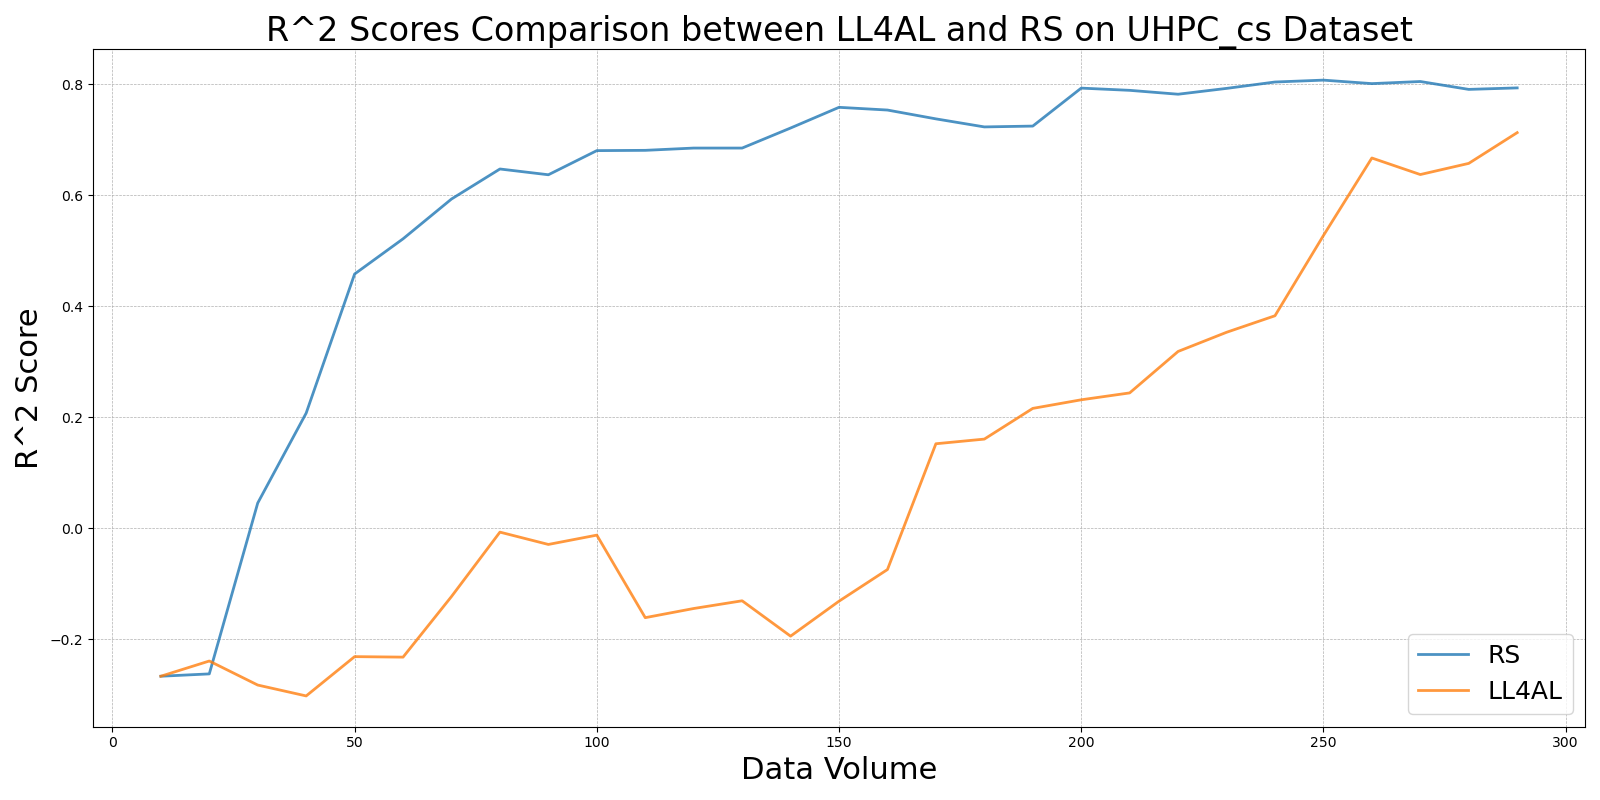 R^2 Scores Comparison between LL4AL and RS on UHPC_cs Dataset
R^2 Score
0.8
0.6
0.4
0.2
0.0
−0.2
RS
LL4AL
0 50 100 150 200 250 300
Data Volume